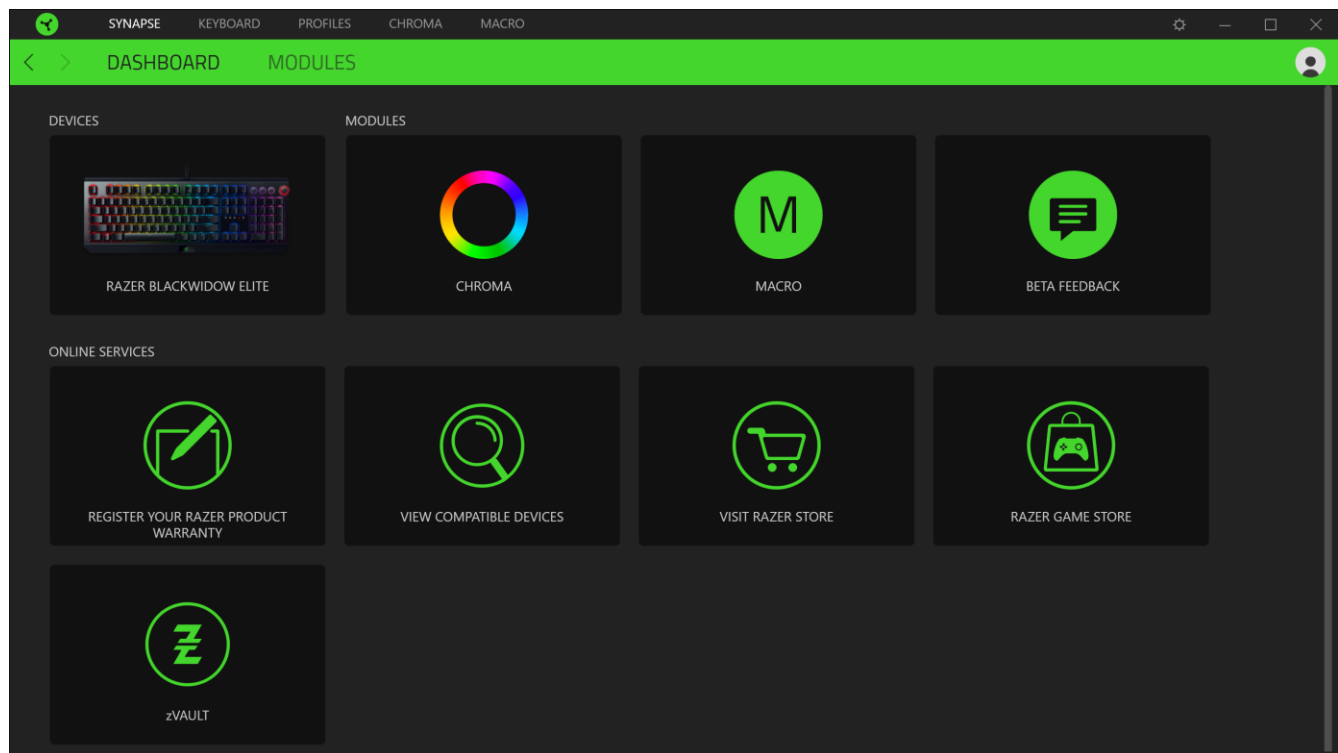 SYNAPSE KEYBOARD PROFILES CHROMA MACRO
DASHBOARD MODULES
DEVICES MODULES
RAZER BLACKWIDOW ELITE CHROMA M MACRO BETA FEEDBACK
ONLINE SERVICES
REGISTER YOUR RAZER PRODUCT
WARRANTY
VIEW COMPATIBLE DEVICES VISIT RAZER STORE RAZER GAME STORE
zVAULT